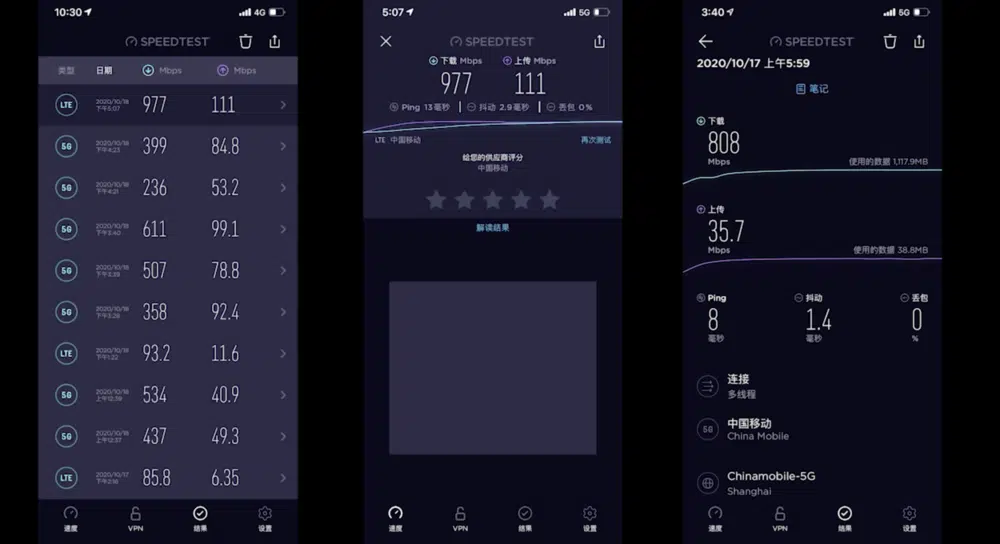 10:30
4G
SPEEDTEST
类型 日期 Mbps Mbps
LTE 2020/10/18 下午5:07 977 111
5G 2020/10/18 下午4:23 399 84.8
5G 2020/10/18 下午4:21 236 53.2
5G 2020/10/18 下午3:40 611 99.1
5G 2020/10/18 下午3:39 507 78.8
5G 2020/10/18 358 92.4
LTE 2020/10/18 下午1:22 93.2 11.6
5G 2020/10/18 上午12:39 534 40.9
5G 2020/10/18 上午12:37 437 49.3
LTE 2020/10/17 85.8 6.35
速度 VPN 结果 设置
5:07
5G
SPEEDTEST
下载 Mbps 上传 Mbps
977 111
Ping 13 毫秒 抖动 2.9 毫秒 丢包 0 %
LTE 中国移动 再次测试
给您的供应商评分
中国移动
解读结果
速度 VPN 结果 设置
3:40
5G
SPEEDTEST
2020/10/17 上午5:59
笔记
下载
808
Mbps
使用的数据 1,117.9MB
上传
35.7
Mbps
使用的数据 38.8MB
Ping 抖动 丢包
8 1.4 0
毫秒 毫秒 %
连接
多线程
5G
中国移动
China Mobile
Chinamobile-5G
Shanghai
速度 VPN 结果 设置